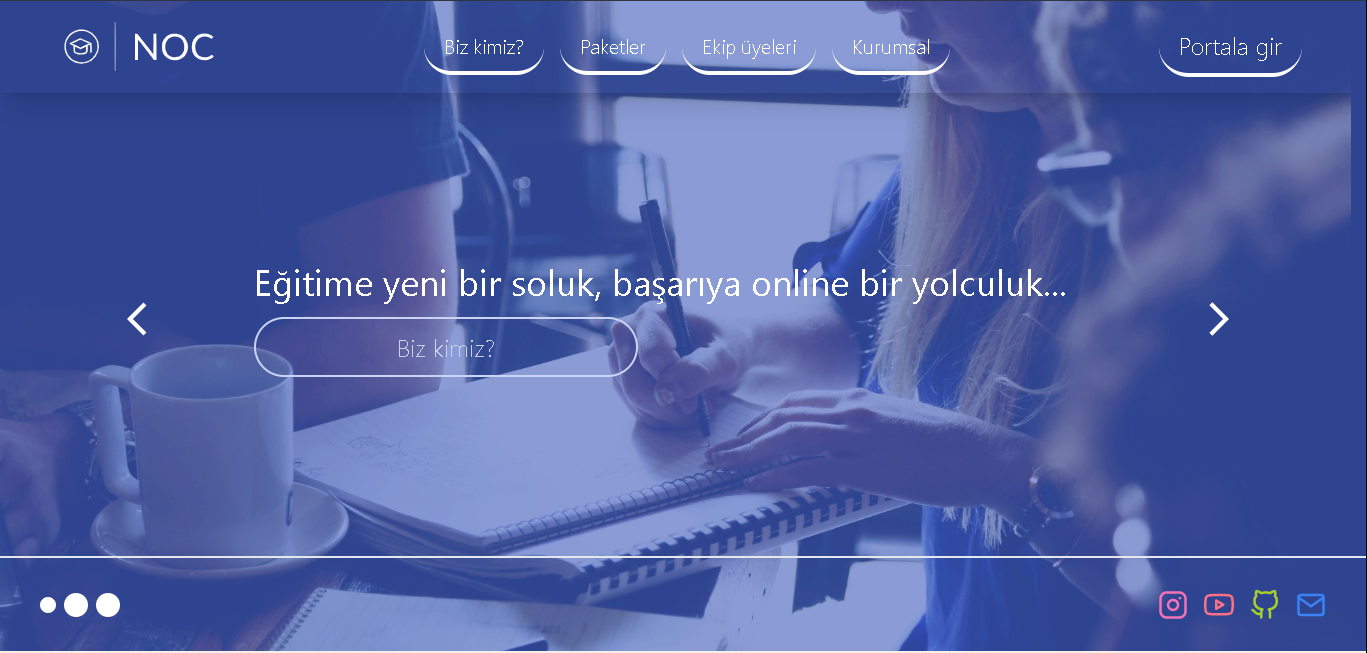 NOC
Biz kimiz?
Paketler
Ekip üyeleri
Kurumsal
Portala gir
Eğitime yeni bir soluk, başarıya online bir yolculuk...
Biz kimiz?